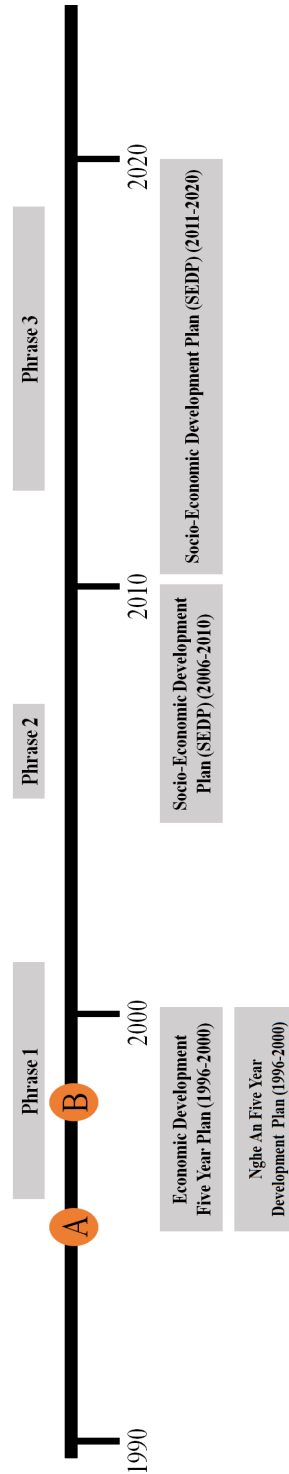 Phrase 1
Phrase 2
Phrase 3
A
B
1990
2000
2010
2020
Economic Development
Five Year Plan (1996-2000)
Socio-Economic Development
Plan (SEDP) (2006-2010)
Socio-Economic Development Plan (SEDP) (2011-2020)
Nghe An Five Year
Development Plan (1996-2000)